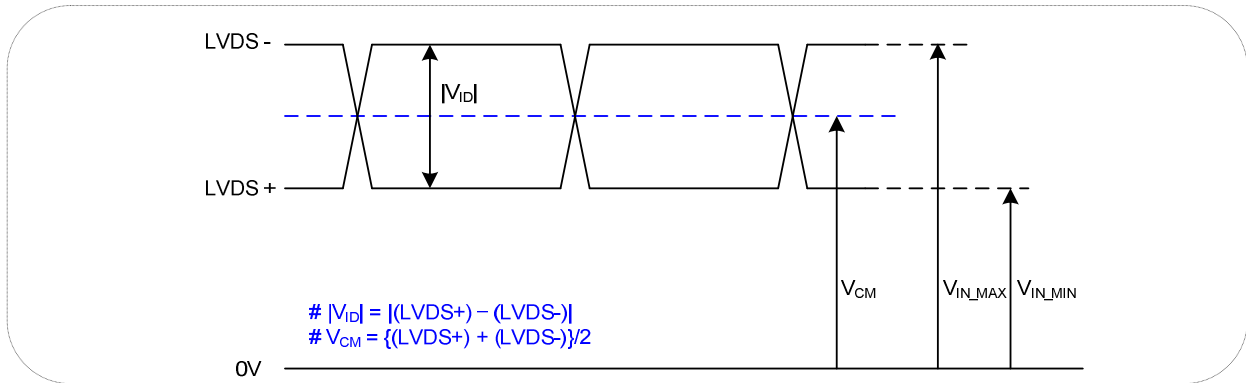 LVDS -
|VID|
LVDS +
VCM
VIN_MAX
VIN_MIN
# |VID| = |(LVDS+) – (LVDS-)|
# VCM = {(LVDS+) + (LVDS-)}/2
0V